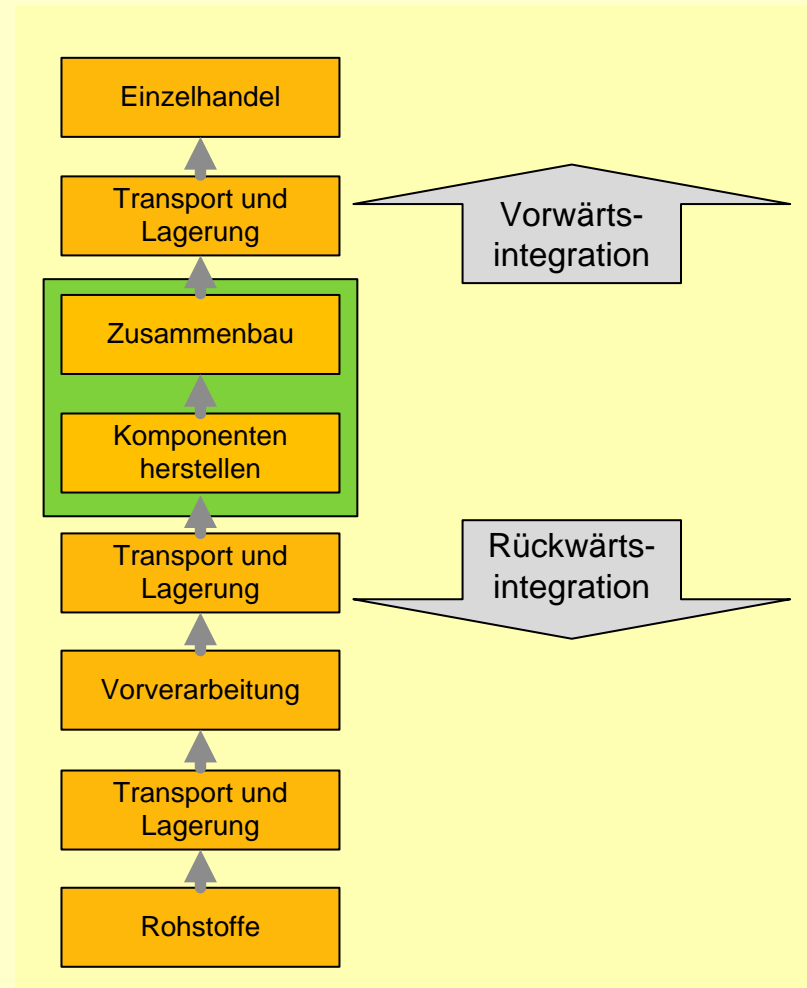 Einzelhandel
Transport und
Lagerung
Vorwärts-
integration
Zusammenbau
Komponenten
herstellen
Transport und
Lagerung
Rückwärts-
integration
Vorverarbeitung
Transport und
Lagerung
Rohstoffe